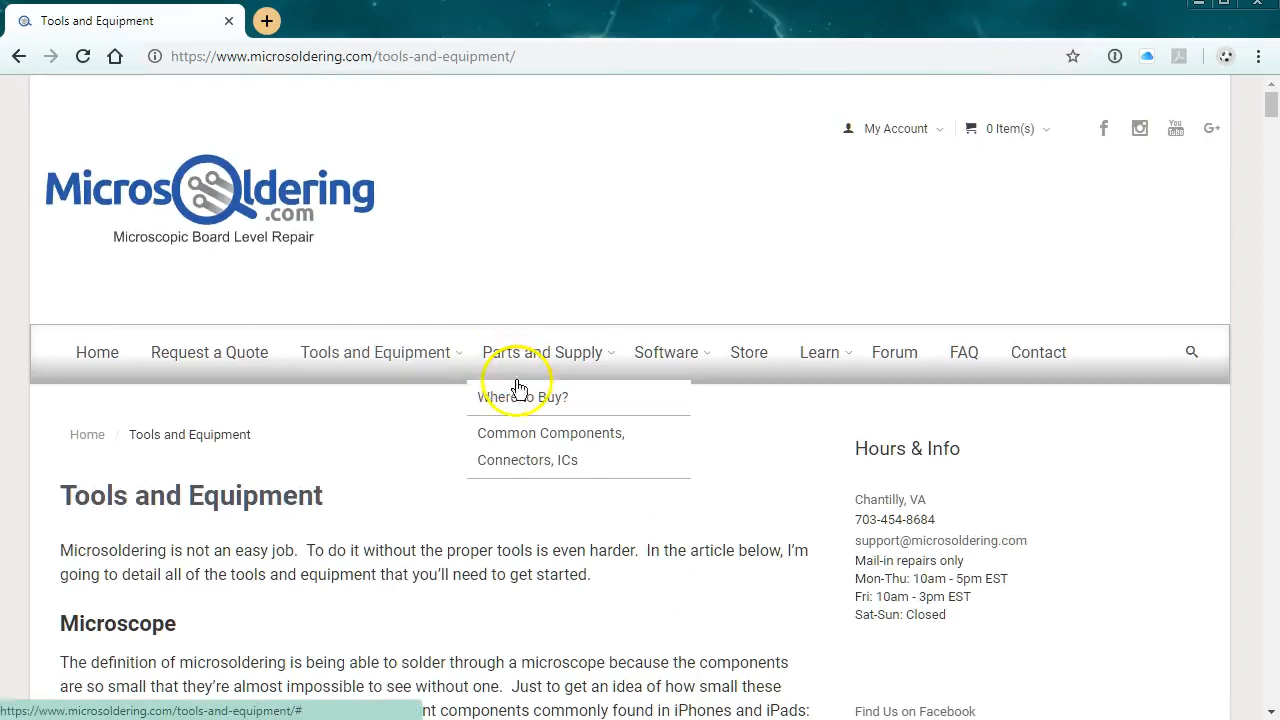 Tools and Equipment
https://www.microsoldering.com/tools-and-equipment/
My Account
0 Item(s)
You
Tube
G+
Microsoldering
.com
Microscopic Board Level Repair
Home
Request a Quote
Tools and Equipment
Parts and Supply
Software
Store
Learn
Forum
FAQ
Contact
Where to Buy?
Common Components,
Connectors, ICs
Home / Tools and Equipment
Tools and Equipment
Microsoldering is not an easy job. To do it without the proper tools is even harder. In the article below, I’m
going to detail all of the tools and equipment that you’ll need to get started.
Microscope
The definition of microsoldering is being able to solder through a microscope because the components
are so small that they’re almost impossible to see without one. Just to get an idea of how small these
nt components commonly found in iPhones and iPads:
Hours & Info
Chantilly, VA
703-454-8684
support@microsoldering.com
Mail-in repairs only
Mon-Thu: 10am - 5pm EST
Fri: 10am - 3pm EST
Sat-Sun: Closed
Find Us on Facebook
https://www.microsoldering.com/tools-and-equipment/#